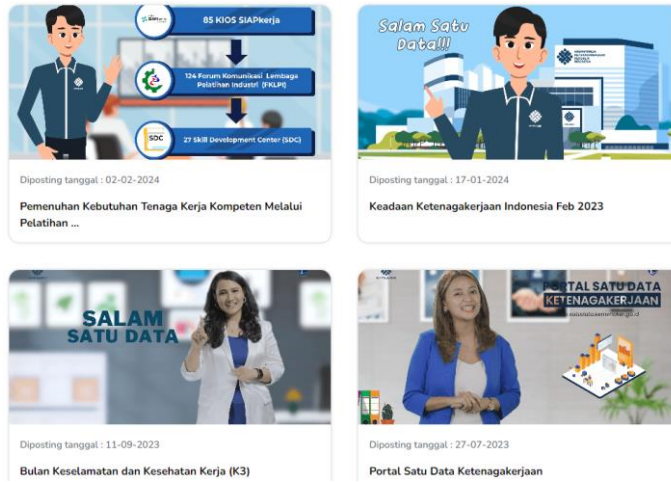 85 KIOS SIAPkerja
124 Forum Komunikasi Lembaga
Pelatihan Industri (FKLPI)
SDC
27 Skill Development Center (SDC)
Diposting tanggal : 02-02-2024
Pemenuhan Kebutuhan Tenaga Kerja Kompeten Melalui
Pelatihan ...
Salam Satu
Data!!!
Diposting tanggal : 17-01-2024
Keadaan Ketenagakerjaan Indonesia Feb 2023
SALAM
SATU DATA
Diposting tanggal : 11-09-2023
Bulan Keselamatan dan Kesehatan Kerja (K3)
PORTAL SATU DATA
KETENAGAKERJAAN
Diposting tanggal : 27-07-2023
Portal Satu Data Ketenagakerjaan